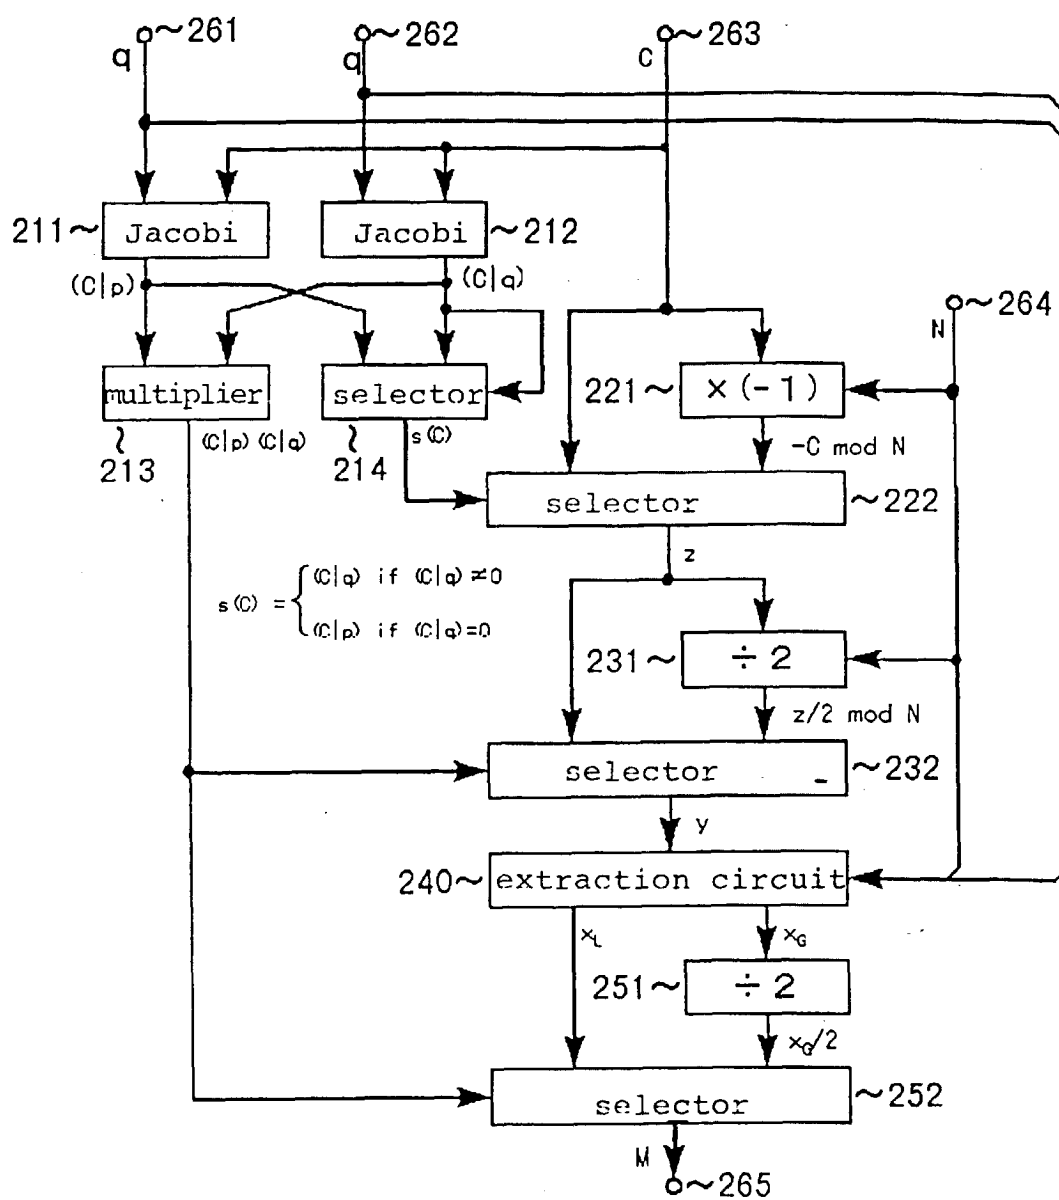 ~261
~262
~263
q
q
C
211~
Jacobi
Jacobi
~212
(C|p)
(C|q)
~264
N
multiplier
selector
221~
×(-1)
213
(C|p)(C|q)
214
s(C)
-C mod N
selector
~222
z
s(C) = { (C|q) if (C|q)≠0
(C|p) if (C|q)=0
231~
÷2
z/2 mod N
selector
~232
y
240~
extraction circuit
xL
xG
251~
÷2
xG/2
selector
~252
M
~265